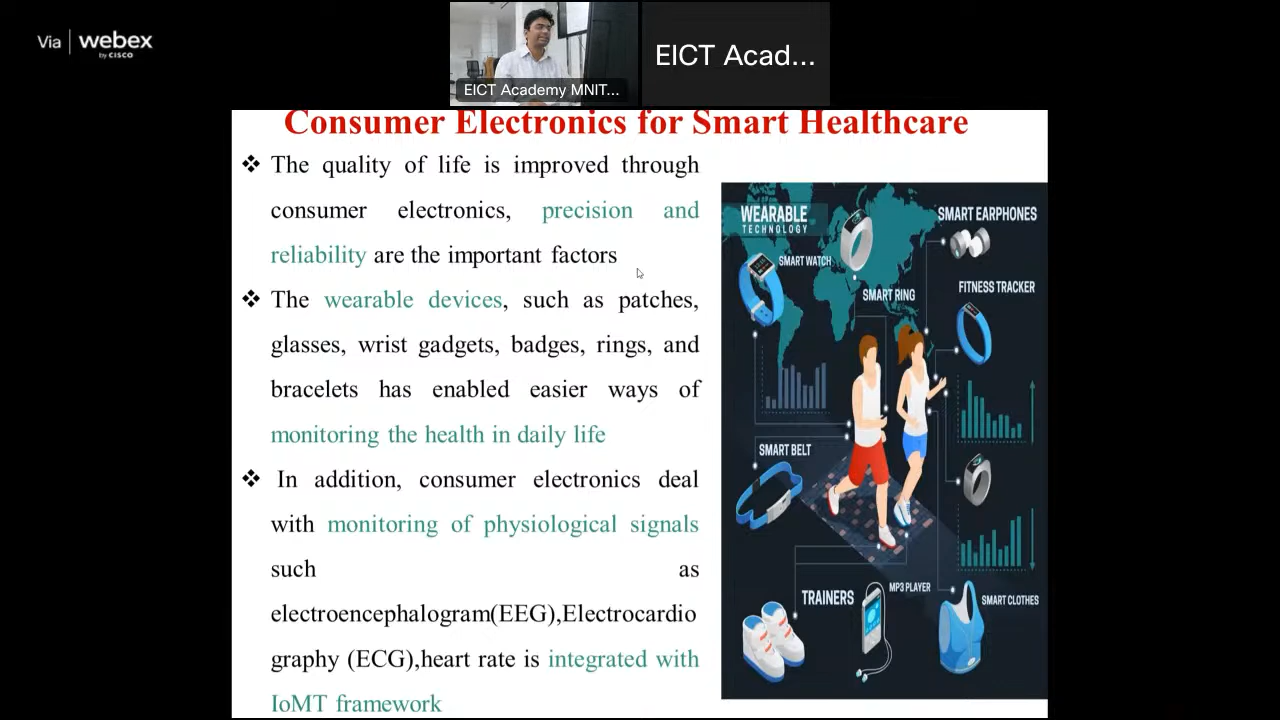 Via webex
by CISCO
EICT Academy MNIT...
EICT Acad...
Consumer Electronics for Smart Healthcare
❖ The quality of life is improved through
consumer electronics, precision and
reliability are the important factors
❖ The wearable devices, such as patches,
glasses, wrist gadgets, badges, rings, and
bracelets has enabled easier ways of
monitoring the health in daily life
❖ In addition, consumer electronics deal
with monitoring of physiological signals
such as
electroencephalogram(EEG),Electrocardio
graphy (ECG),heart rate is integrated with
IoMT framework
WEARABLE
TECHNOLOGY
SMART EARPHONES
SMART WATCH
SMART RING
FITNESS TRACKER
SMART BELT
TRAINERS
MP3 PLAYER
SMART CLOTHES